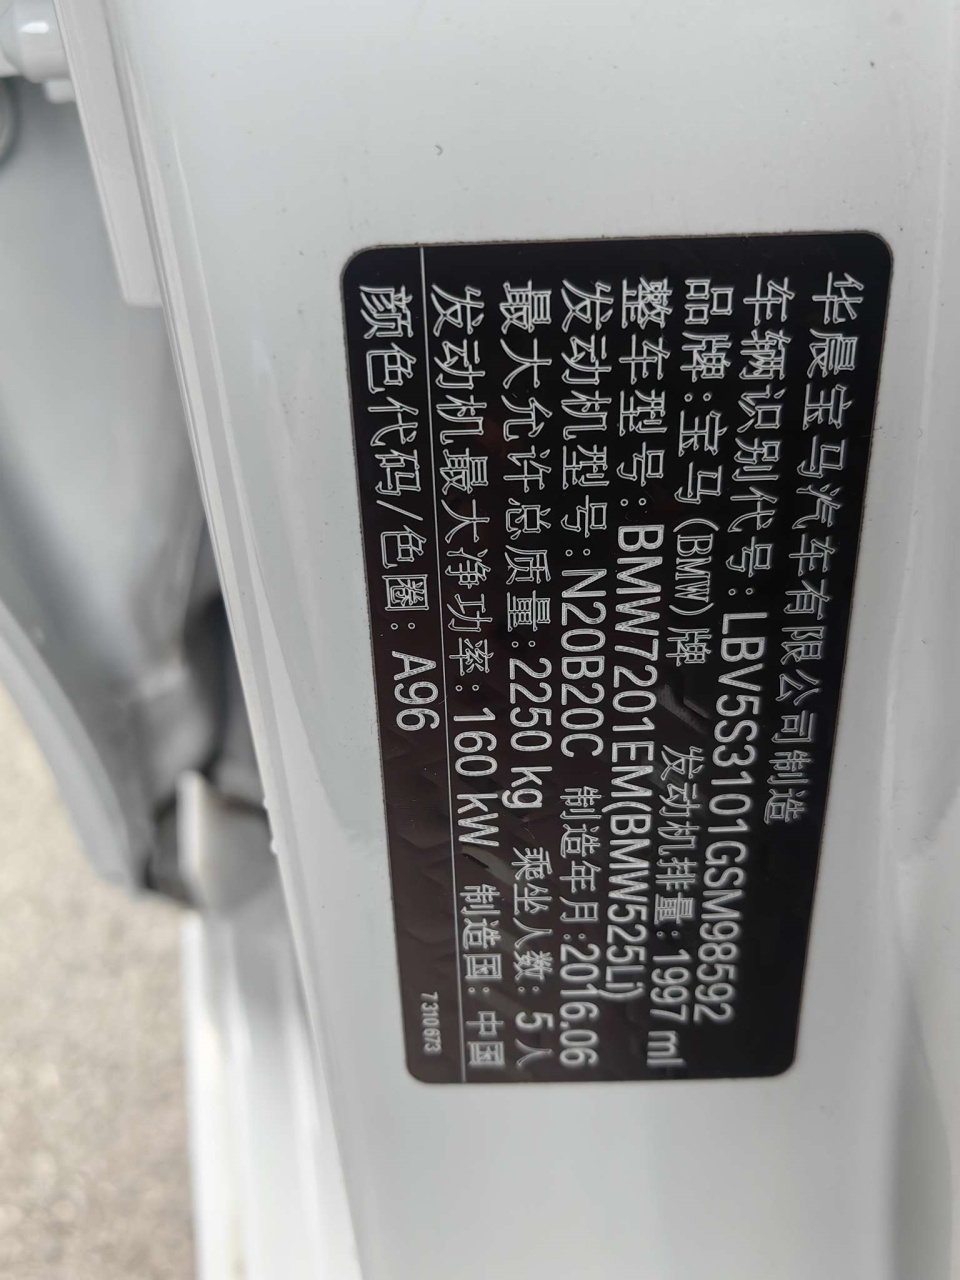 华晨宝马汽车有限公司制造
车辆识别代号:LBV5S3101GSM98592
品牌:宝马(BMW)牌 发动机排量:1997 ml
整车型号:BMW7201EM(BMW525Li)
发动机型号:N20B20C 制造年月:2016.06
最大允许总质量:2250 kg 乘坐人数: 5人
发动机最大净功率:160 kW 制造国: 中国
颜色代码/色圈: A96 7310673